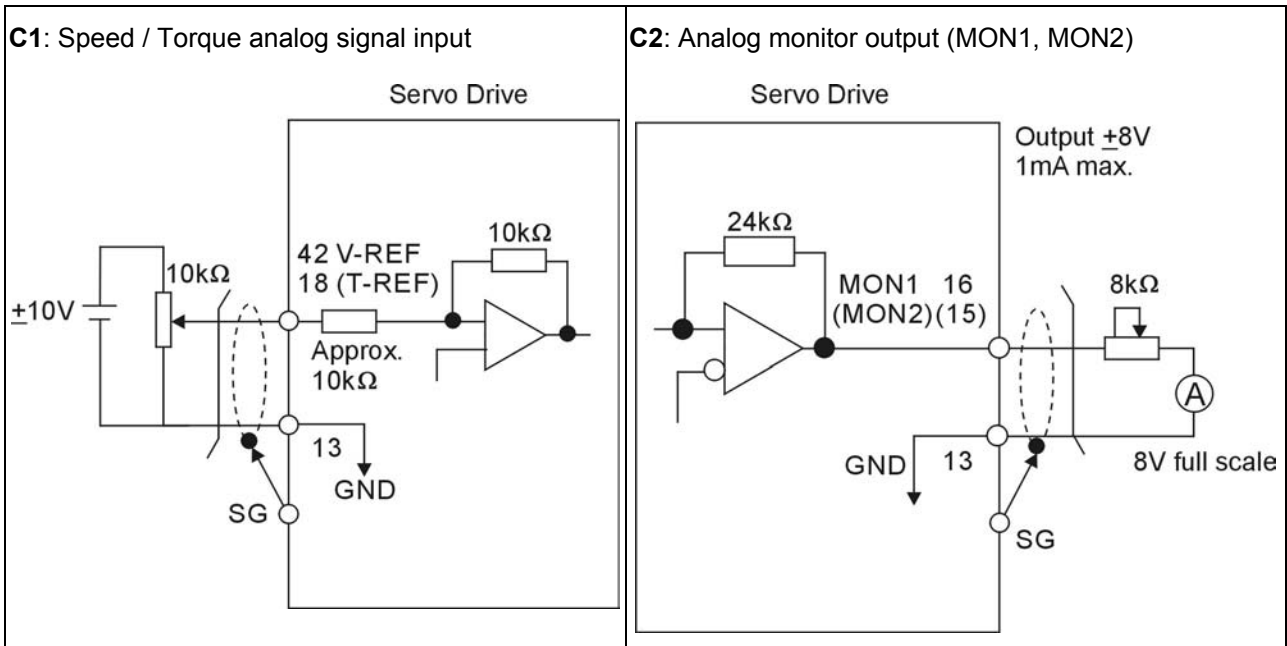 C1: Speed / Torque analog signal input
Servo Drive
10kΩ
42 V-REF
18 (T-REF)
10kΩ
±10V
Approx.
10kΩ
13
GND
SG
C2: Analog monitor output (MON1, MON2)
Servo Drive
Output ±8V
1mA max.
24kΩ
MON1 16
(MON2)(15)
8kΩ
A
GND
13
8V full scale
SG